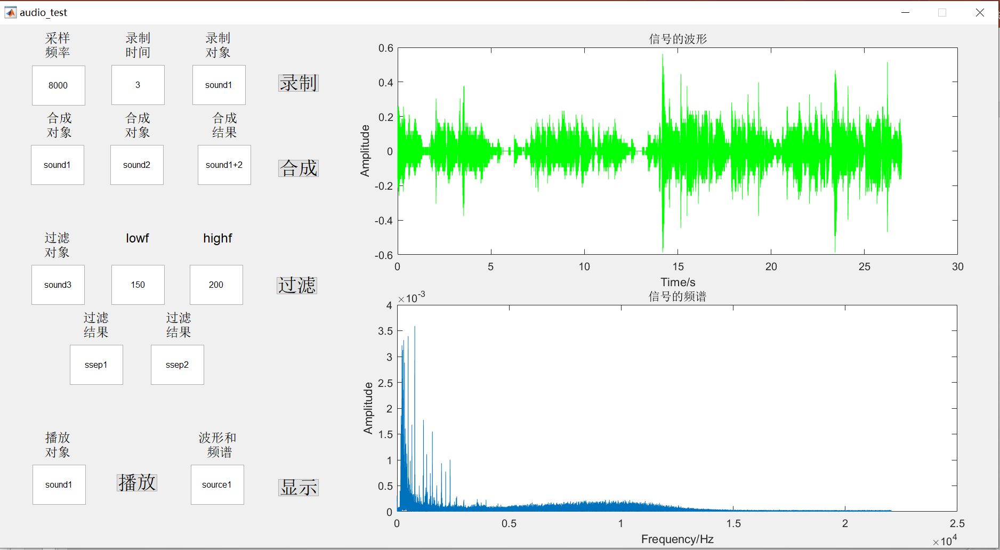 audio_test
采样
频率
录制
时间
录制
对象
8000
3
sound1
录制
合成
对象
合成
对象
合成
结果
sound1
sound2
sound1+2
合成
过滤
对象
lowf
highf
sound3
150
200
过滤
过滤
结果
过滤
结果
ssep1
ssep2
播放
对象
波形和
频谱
sound1
播放
source1
显示
信号的波形
0.6
0.4
0.2
0
-0.2
-0.4
-0.6
Amplitude
0 5 10 15 20 25 30
Time/s
信号的频谱
×10-3
4
3.5
3
2.5
2
1.5
1
0.5
0
Amplitude
0 0.5 1 1.5 2 2.5
Frequency/Hz
×104